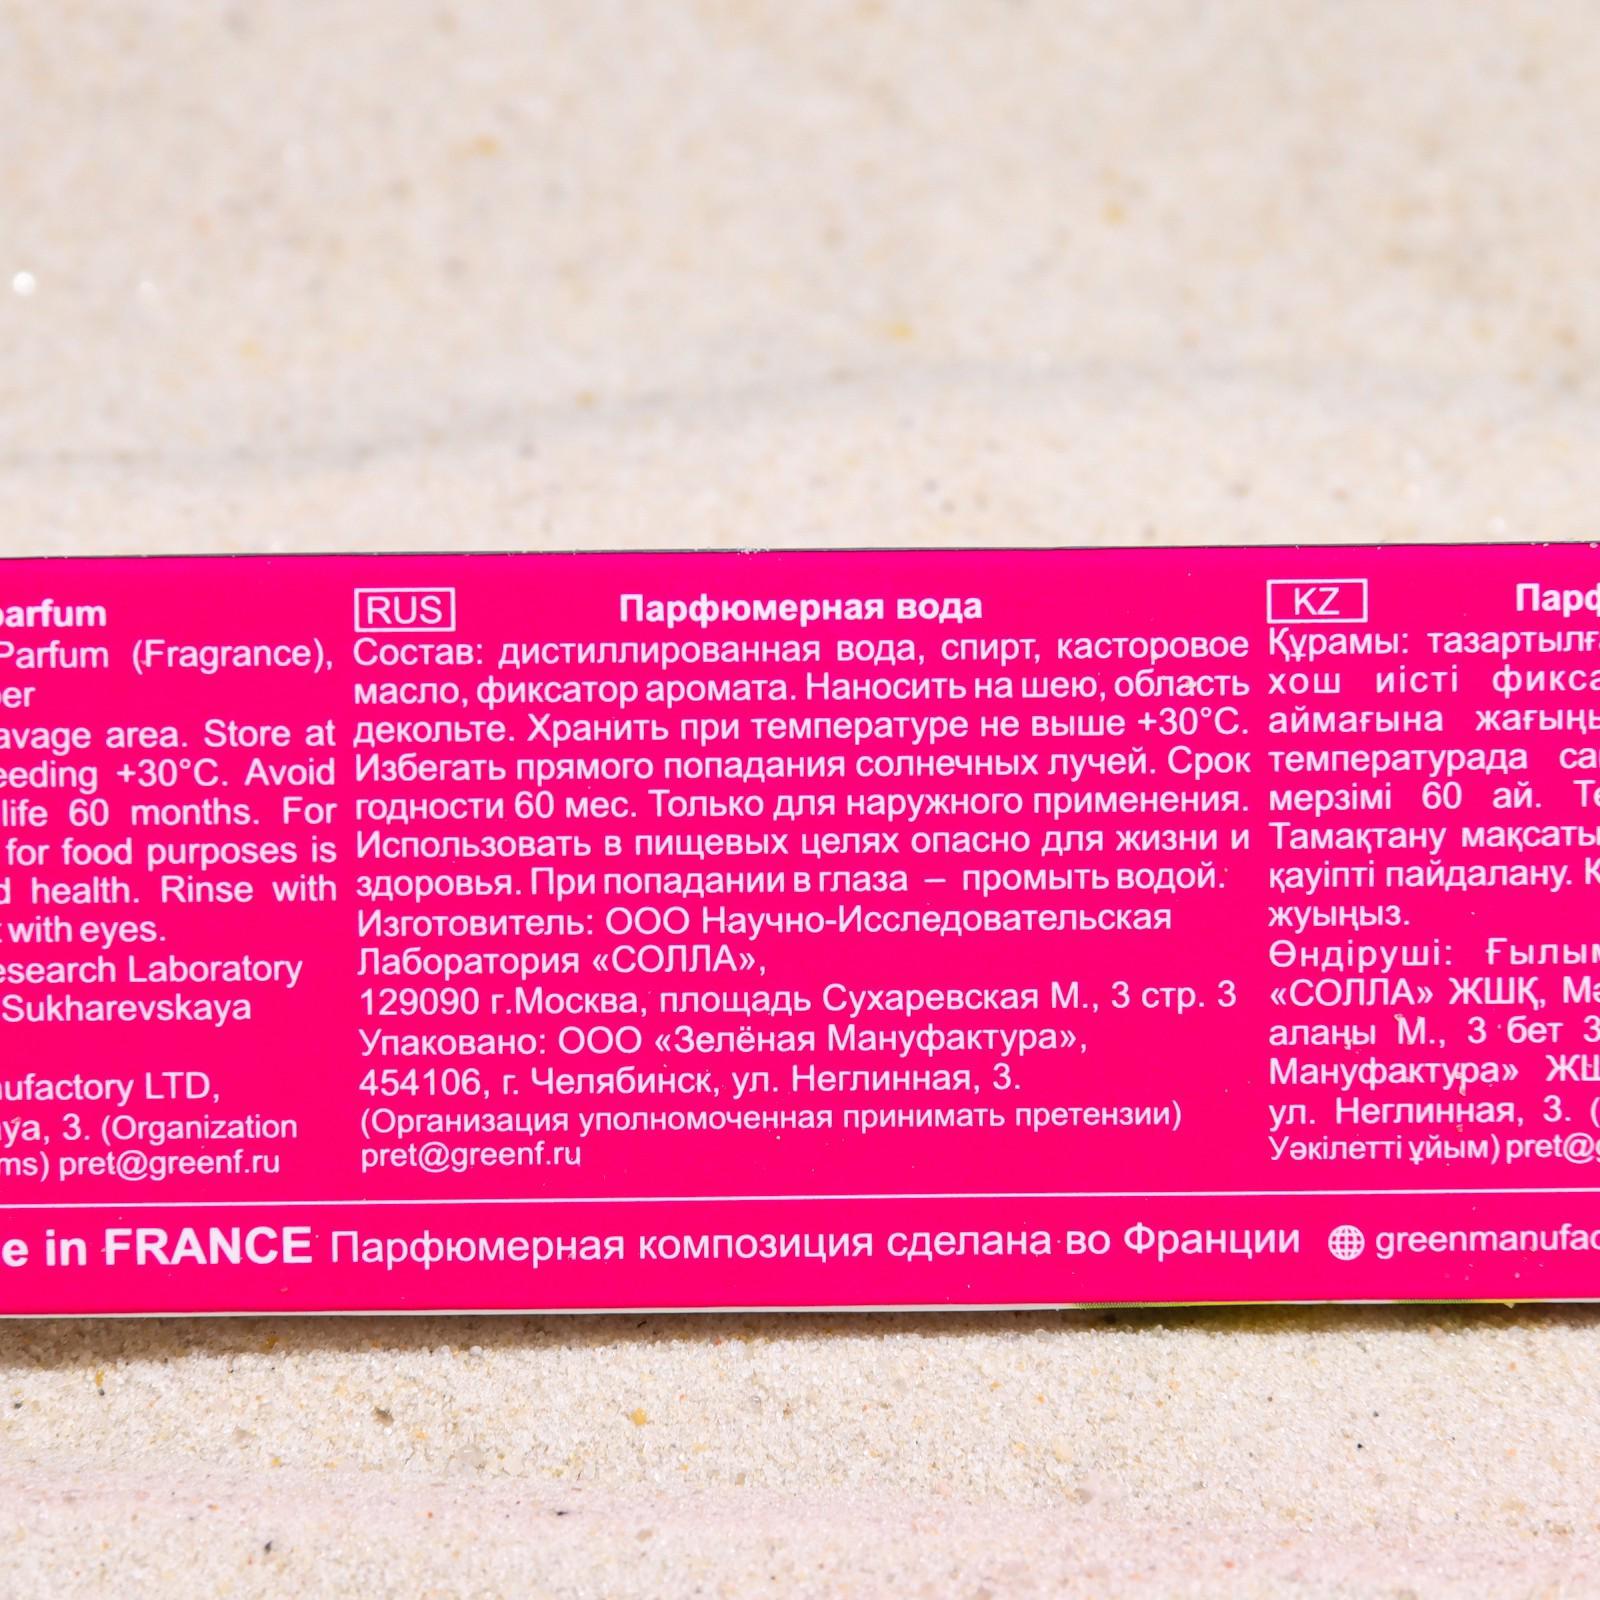 parfum
Parfum (Fragrance),
avage area. Store at
eeding +30°C. Avoid
life 60 months. For
for food purposes is
d health. Rinse with
with eyes.
esearch Laboratory
Sukharevskaya
nufactory LTD,
aya, 3. (Organization
ms) pret@greenf.ru
RUS Парфюмерная вода
Состав: дистиллированная вода, спирт, касторовое
масло, фиксатор аромата. Наносить на шею, область
декольте. Хранить при температуре не выше +30°C.
Избегать прямого попадания солнечных лучей. Срок
годности 60 мес. Только для наружного применения.
Использовать в пищевых целях опасно для жизни и
здоровья. При попадании в глаза – промыть водой.
Изготовитель: ООО Научно-Исследовательская
Лаборатория «СОЛЛА»,
129090 г.Москва, площадь Сухаревская М., 3 стр. 3
Упаковано: ООО «Зелёная Мануфактура»,
454106, г. Челябинск, ул. Неглинная, 3.
(Организация уполномоченная принимать претензии)
pret@greenf.ru
KZ Парф
Құрамы: тазартылға
хош иісті фикса
аймағына жағыңы
температурада са
мерзімі 60 ай. Те
Тамақтану мақсаты
қауіпті пайдалану. К
жуыңыз.
Өндіруші: Ғылым
«СОЛЛА» ЖШҚ, Мә
алаңы М., 3 бет 3
Мануфактура» ЖШ
ул. Неглинная, 3. (
Уәкілетті ұйым) pret@g
e in FRANCE Парфюмерная композиция сделана во Франции greenmanufac